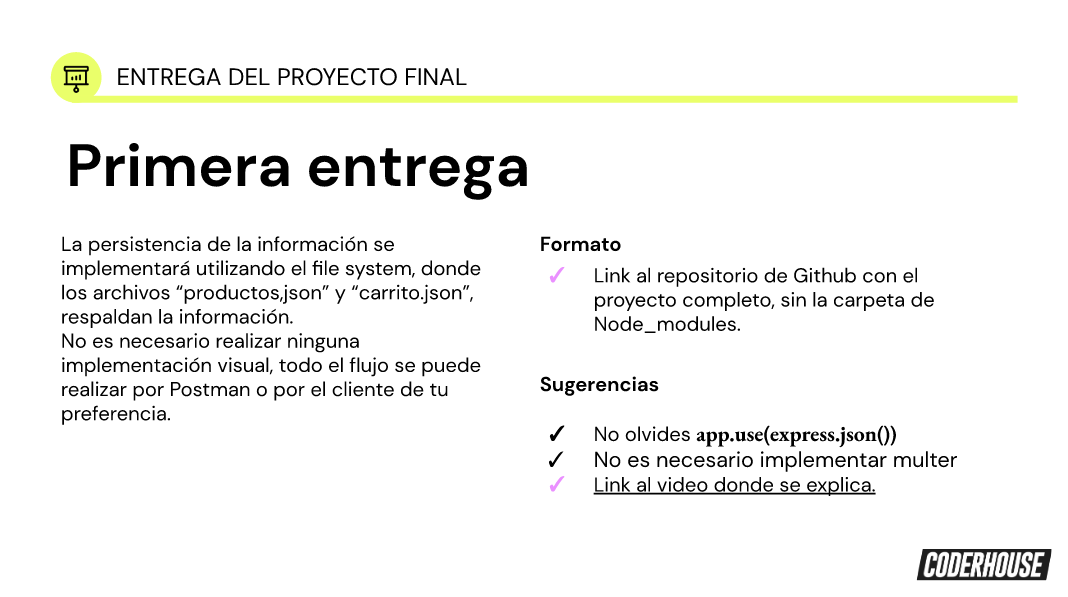 ENTREGA DEL PROYECTO FINAL
Primera entrega
La persistencia de la información se
implementará utilizando el file system, donde
los archivos “productos,json” y “carrito.json”,
respaldan la información.
No es necesario realizar ninguna
implementación visual, todo el flujo se puede
realizar por Postman o por el cliente de tu
preferencia.
Formato
✓ Link al repositorio de Github con el
proyecto completo, sin la carpeta de
Node_modules.
Sugerencias
✓ No olvides app.use(express.json())
✓ No es necesario implementar multer
✓ Link al video donde se explica.
CODERHOUSE